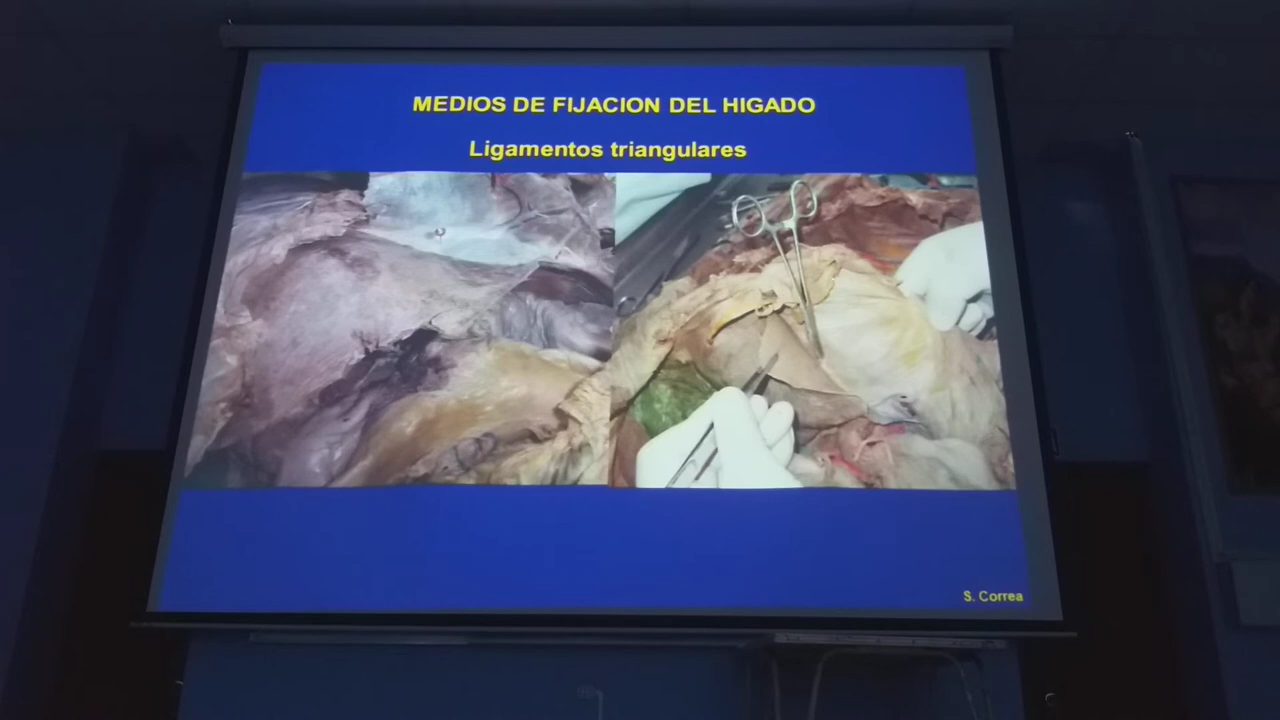 MEDIOS DE FIJACION DEL HIGADO
Ligamentos triangulares
S. Correa